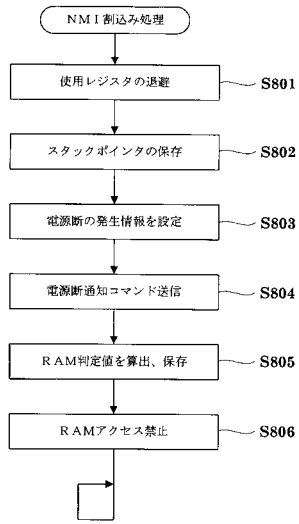 NMI割込み処理
使用レジスタの退避
S801
スタックポインタの保存
S802
電源断の発生情報を設定
S803
電源断通知コマンド送信
S804
RAM判定値を算出、保存
S805
RAMアクセス禁止
S806